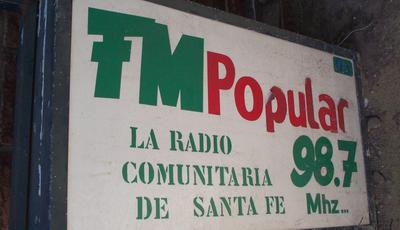 FM Popular
LA RADIO
COMUNITARIA 98.7
DE SANTA FE Mhz...